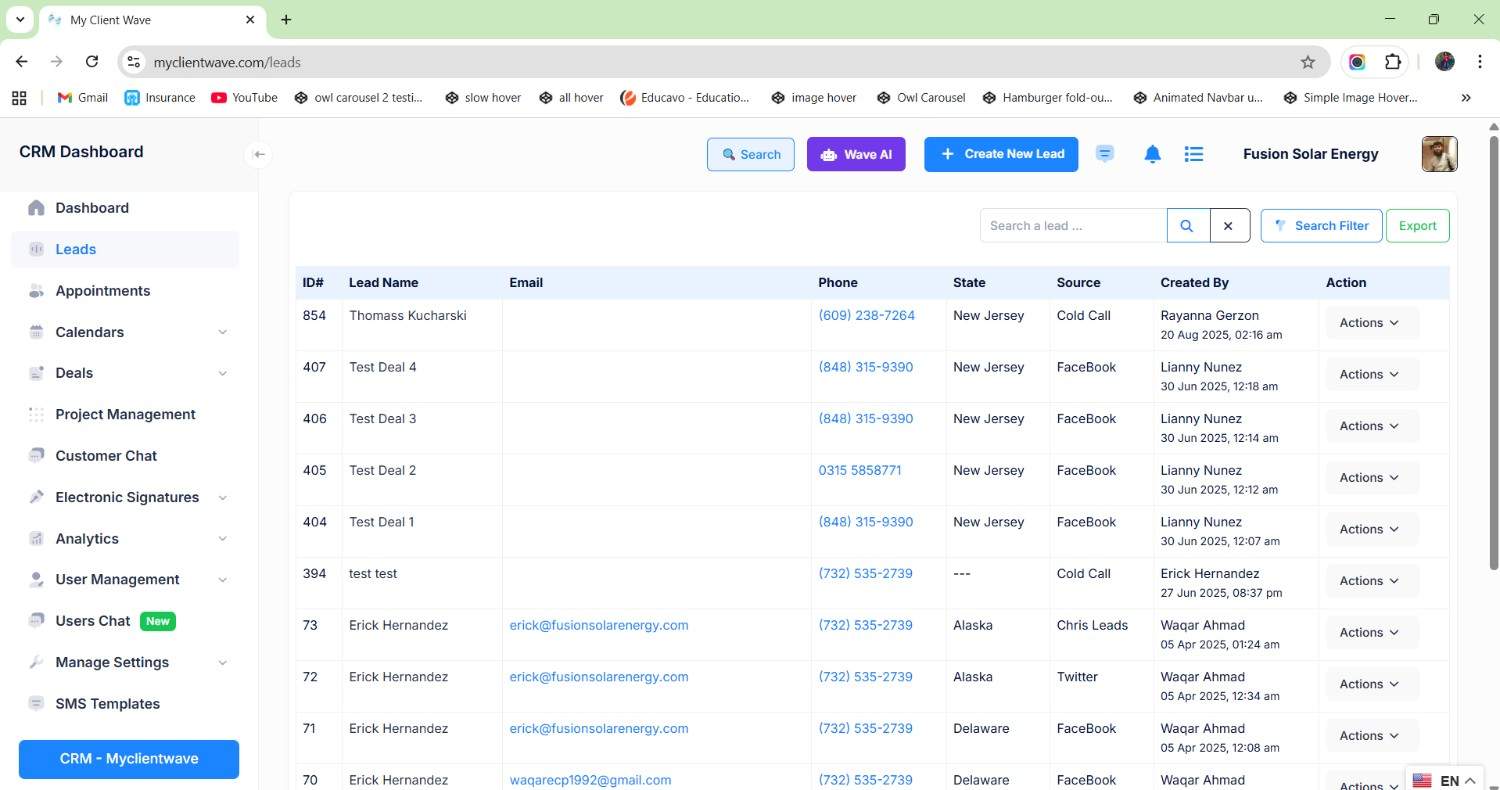 My Client Wave
myclientwave.com/leads
Gmail
Insurance
YouTube
owl carousel 2 testi...
slow hover
all hover
Educavo - Educatio...
image hover
Owl Carousel
Hamburger fold-ou...
Animated Navbar u...
Simple Image Hover...
CRM Dashboard
Search
Wave AI
+ Create New Lead
Fusion Solar Energy
Dashboard
Leads
Appointments
Calendars
Deals
Project Management
Customer Chat
Electronic Signatures
Analytics
User Management
Users Chat New
Manage Settings
SMS Templates
CRM - Myclientwave
Search a lead ...
Search Filter
Export
ID# Lead Name Email Phone State Source Created By Action
854 Thomass Kucharski (609) 238-7264 New Jersey Cold Call Rayanna Gerzon Actions
20 Aug 2025, 02:16 am
407 Test Deal 4 (848) 315-9390 New Jersey FaceBook Lianny Nunez Actions
30 Jun 2025, 12:18 am
406 Test Deal 3 (848) 315-9390 New Jersey FaceBook Lianny Nunez Actions
30 Jun 2025, 12:14 am
405 Test Deal 2 0315 5858771 New Jersey FaceBook Lianny Nunez Actions
30 Jun 2025, 12:12 am
404 Test Deal 1 (848) 315-9390 New Jersey FaceBook Lianny Nunez Actions
30 Jun 2025, 12:07 am
394 test test (732) 535-2739 --- Cold Call Erick Hernandez Actions
27 Jun 2025, 08:37 pm
73 Erick Hernandez erick@fusionsolarenergy.com (732) 535-2739 Alaska Chris Leads Waqar Ahmad Actions
05 Apr 2025, 01:24 am
72 Erick Hernandez erick@fusionsolarenergy.com (732) 535-2739 Alaska Twitter Waqar Ahmad Actions
05 Apr 2025, 12:34 am
71 Erick Hernandez erick@fusionsolarenergy.com (732) 535-2739 Delaware FaceBook Waqar Ahmad Actions
05 Apr 2025, 12:08 am
70 Erick Hernandez waqarecp1992@gmail.com (732) 535-2739 Delaware FaceBook Waqar Ahmad Actions
EN